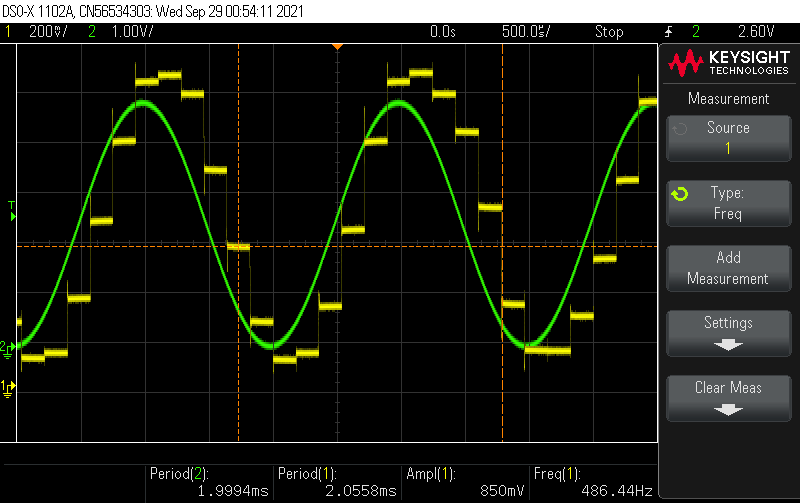 DSO-X 1102A, CN56534303: Wed Sep 29 00:54:11 2021
1 200mV/ 2 1.00V/ 0.0s 500.0us/ Stop 2 2.60V
KEYSIGHT
TECHNOLOGIES
Measurement
Source
1
Type:
Freq
Add
Measurement
Settings
Clear Meas
T
2
1
Period(2): Period(1): Ampl(1): Freq(1):
1.9994ms 2.0558ms 850mV 486.44Hz